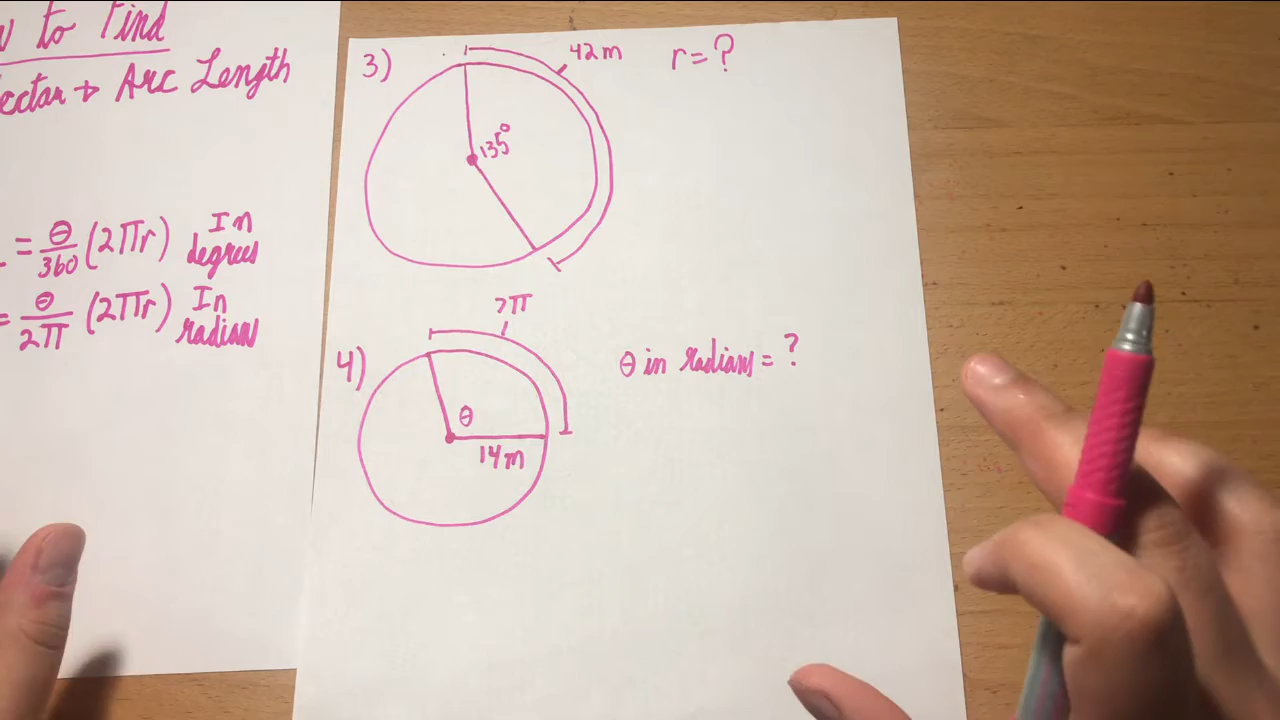 to Find
Arc Length
= θ/360 (2πr) In degrees
= θ/2π (2πr) In radians
3)
42m
r = ?
135°
4)
7π
θ in radians = ?
θ
14m